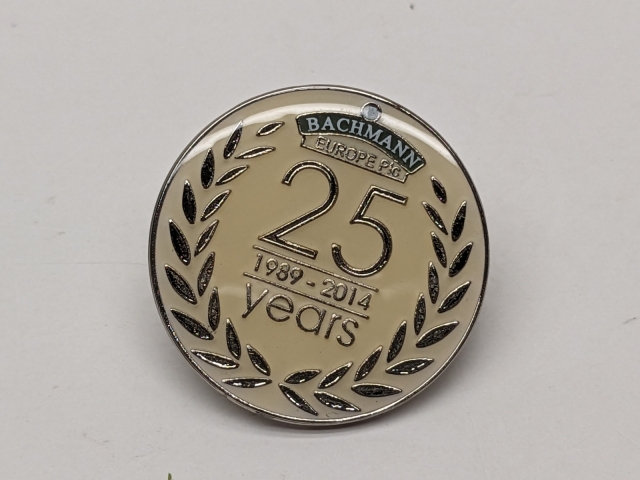 BACHMANN
EUROPE Plc
25
1989 - 2014
years